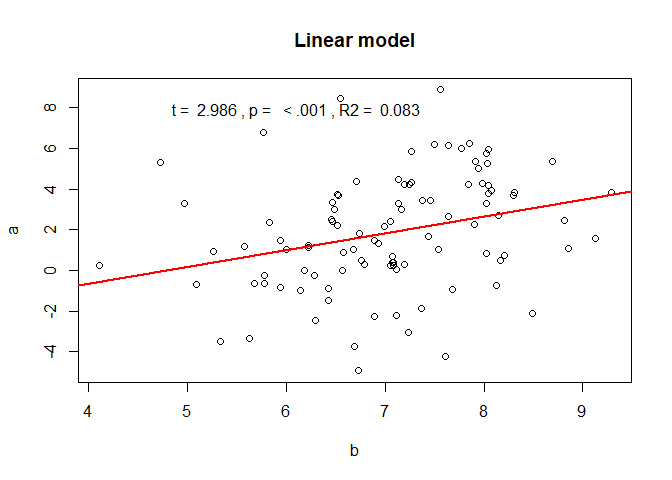 Linear model
t = 2.986 , p = < .001 , R2 = 0.083
a
8
6
4
2
0
-2
-4
4 5 6 7 8 9
b